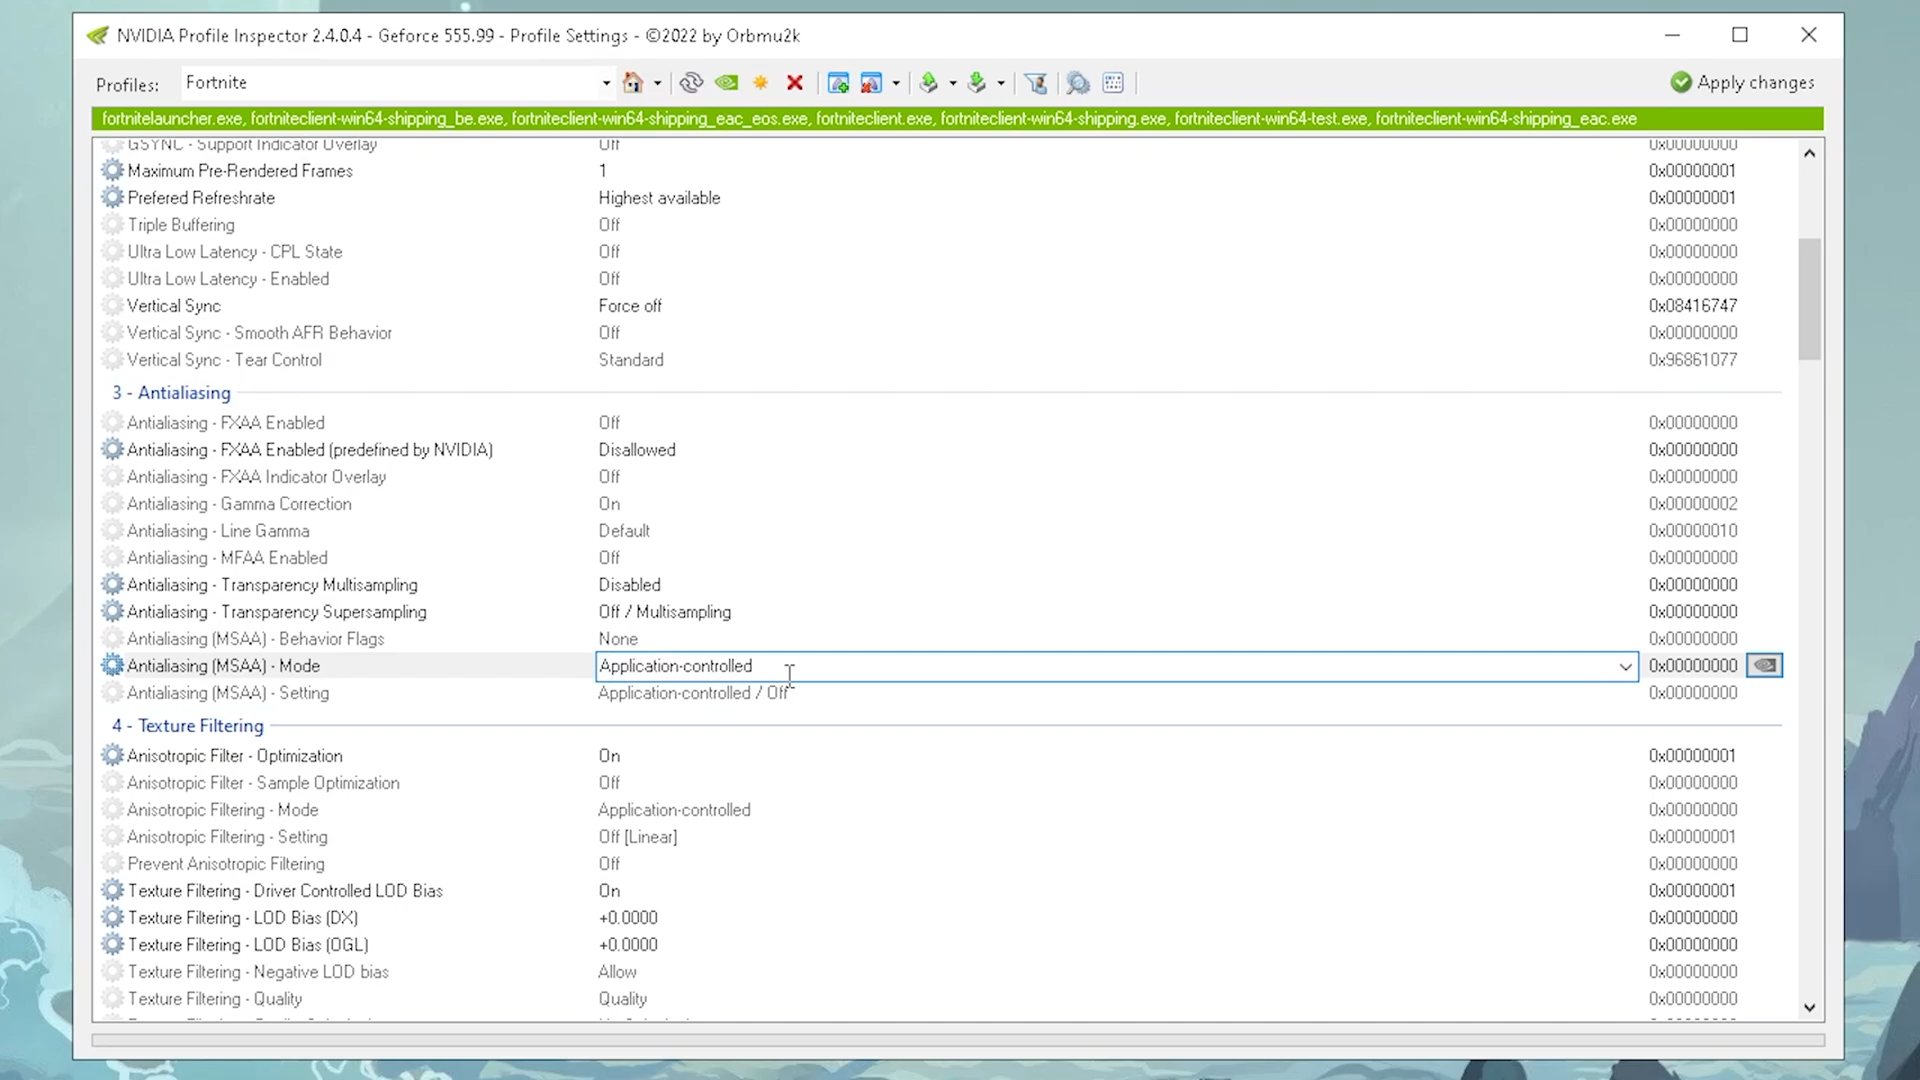 NVIDIA Profile Inspector 2.4.0.4 - Geforce 555.99 - Profile Settings - ©2022 by Orbmu2k
Profiles: Fortnite Apply changes
fortnitelauncher.exe, fortniteclient-win64-shipping_be.exe, fortniteclient-win64-shipping_eac_eos.exe, fortniteclient.exe, fortniteclient-win64-shipping.exe, fortniteclient-win64-test.exe, fortniteclient-win64-shipping_eac.exe
GSYNC - Support Indicator Overlay Off 0x00000000
Maximum Pre-Rendered Frames 1 0x00000001
Prefered Refreshrate Highest available 0x00000001
Triple Buffering Off 0x00000000
Ultra Low Latency - CPL State Off 0x00000000
Ultra Low Latency - Enabled Off 0x00000000
Vertical Sync Force off 0x08416747
Vertical Sync - Smooth AFR Behavior Off 0x00000000
Vertical Sync - Tear Control Standard 0x96861077
3 - Antialiasing
Antialiasing - FXAA Enabled Off 0x00000000
Antialiasing - FXAA Enabled (predefined by NVIDIA) Disallowed 0x00000000
Antialiasing - FXAA Indicator Overlay Off 0x00000000
Antialiasing - Gamma Correction On 0x00000002
Antialiasing - Line Gamma Default 0x00000010
Antialiasing - MFAA Enabled Off 0x00000000
Antialiasing - Transparency Multisampling Disabled 0x00000000
Antialiasing - Transparency Supersampling Off / Multisampling 0x00000000
Antialiasing (MSAA) - Behavior Flags None 0x00000000
Antialiasing (MSAA) - Mode Application-controlled 0x00000000
Antialiasing (MSAA) - Setting Application-controlled / Off 0x00000000
4 - Texture Filtering
Anisotropic Filter - Optimization On 0x00000001
Anisotropic Filter - Sample Optimization Off 0x00000000
Anisotropic Filtering - Mode Application-controlled 0x00000000
Anisotropic Filtering - Setting Off [Linear] 0x00000001
Prevent Anisotropic Filtering Off 0x00000000
Texture Filtering - Driver Controlled LOD Bias On 0x00000001
Texture Filtering - LOD Bias (DX) +0.0000 0x00000000
Texture Filtering - LOD Bias (OGL) +0.0000 0x00000000
Texture Filtering - Negative LOD bias Allow 0x00000000
Texture Filtering - Quality Quality 0x00000000